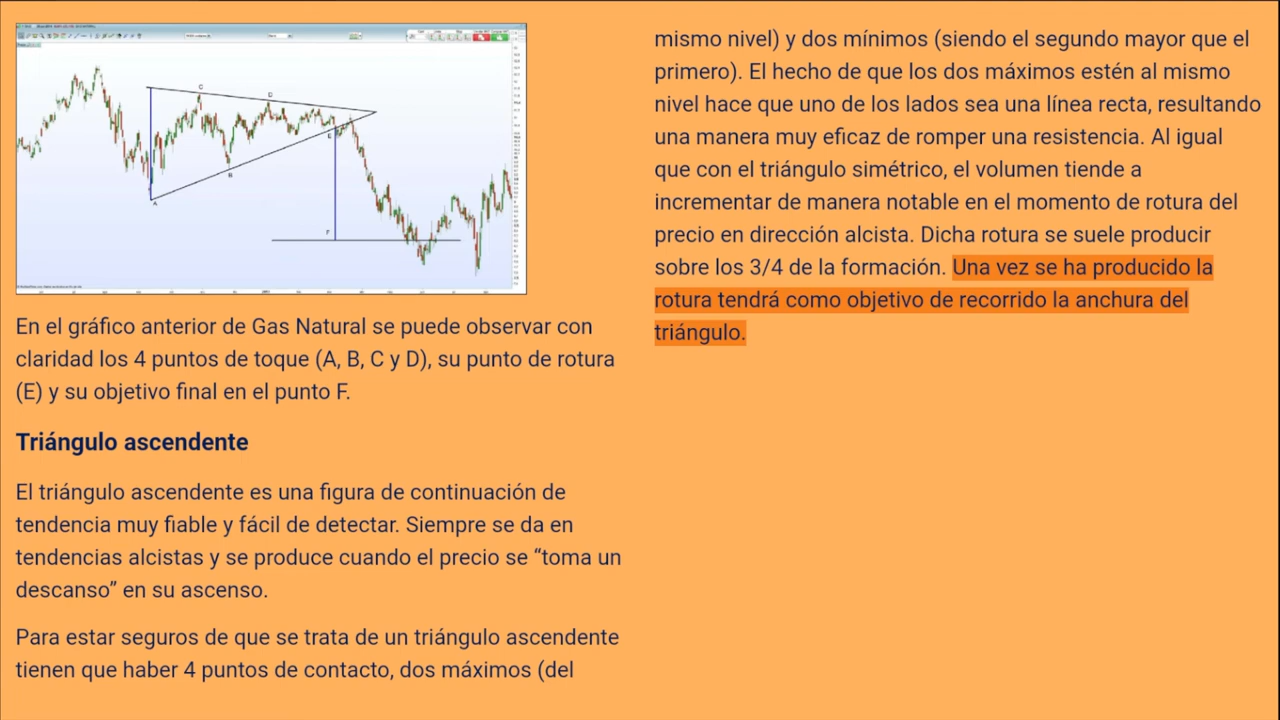 C
D
E
B
A
F
En el gráfico anterior de Gas Natural se puede observar con
claridad los 4 puntos de toque (A, B, C y D), su punto de rotura
(E) y su objetivo final en el punto F.
Triángulo ascendente
El triángulo ascendente es una figura de continuación de
tendencia muy fiable y fácil de detectar. Siempre se da en
tendencias alcistas y se produce cuando el precio se “toma un
descanso” en su ascenso.
Para estar seguros de que se trata de un triángulo ascendente
tienen que haber 4 puntos de contacto, dos máximos (del
mismo nivel) y dos mínimos (siendo el segundo mayor que el
primero). El hecho de que los dos máximos estén al mismo
nivel hace que uno de los lados sea una línea recta, resultando
una manera muy eficaz de romper una resistencia. Al igual
que con el triángulo simétrico, el volumen tiende a
incrementar de manera notable en el momento de rotura del
precio en dirección alcista. Dicha rotura se suele producir
sobre los 3/4 de la formación. Una vez se ha producido la
rotura tendrá como objetivo de recorrido la anchura del
triángulo.